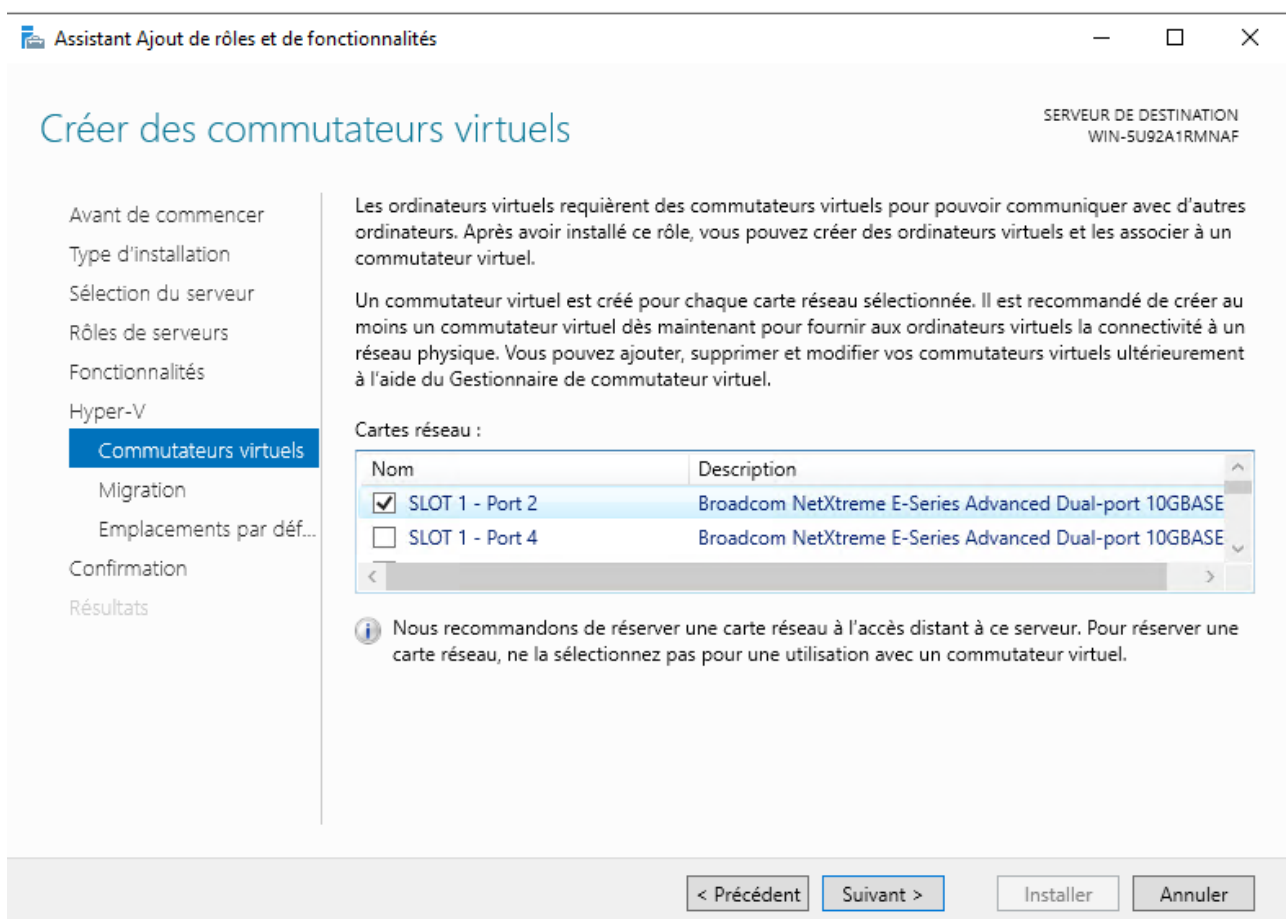 Assistant Ajout de rôles et de fonctionnalités
Créer des commutateurs virtuels
SERVEUR DE DESTINATION
WIN-5U92A1RMNAF
Avant de commencer
Type d'installation
Sélection du serveur
Rôles de serveurs
Fonctionnalités
Hyper-V
Commutateurs virtuels
Migration
Emplacements par déf...
Confirmation
Résultats
Les ordinateurs virtuels requièrent des commutateurs virtuels pour pouvoir communiquer avec d'autres
ordinateurs. Après avoir installé ce rôle, vous pouvez créer des ordinateurs virtuels et les associer à un
commutateur virtuel.
Un commutateur virtuel est créé pour chaque carte réseau sélectionnée. Il est recommandé de créer au
moins un commutateur virtuel dès maintenant pour fournir aux ordinateurs virtuels la connectivité à un
réseau physique. Vous pouvez ajouter, supprimer et modifier vos commutateurs virtuels ultérieurement
à l'aide du Gestionnaire de commutateur virtuel.
Cartes réseau :
Nom Description
SLOT 1 - Port 2 Broadcom NetXtreme E-Series Advanced Dual-port 10GBASE
SLOT 1 - Port 4 Broadcom NetXtreme E-Series Advanced Dual-port 10GBASE
Nous recommandons de réserver une carte réseau à l'accès distant à ce serveur. Pour réserver une
carte réseau, ne la sélectionnez pas pour une utilisation avec un commutateur virtuel.
< Précédent Suivant > Installer Annuler